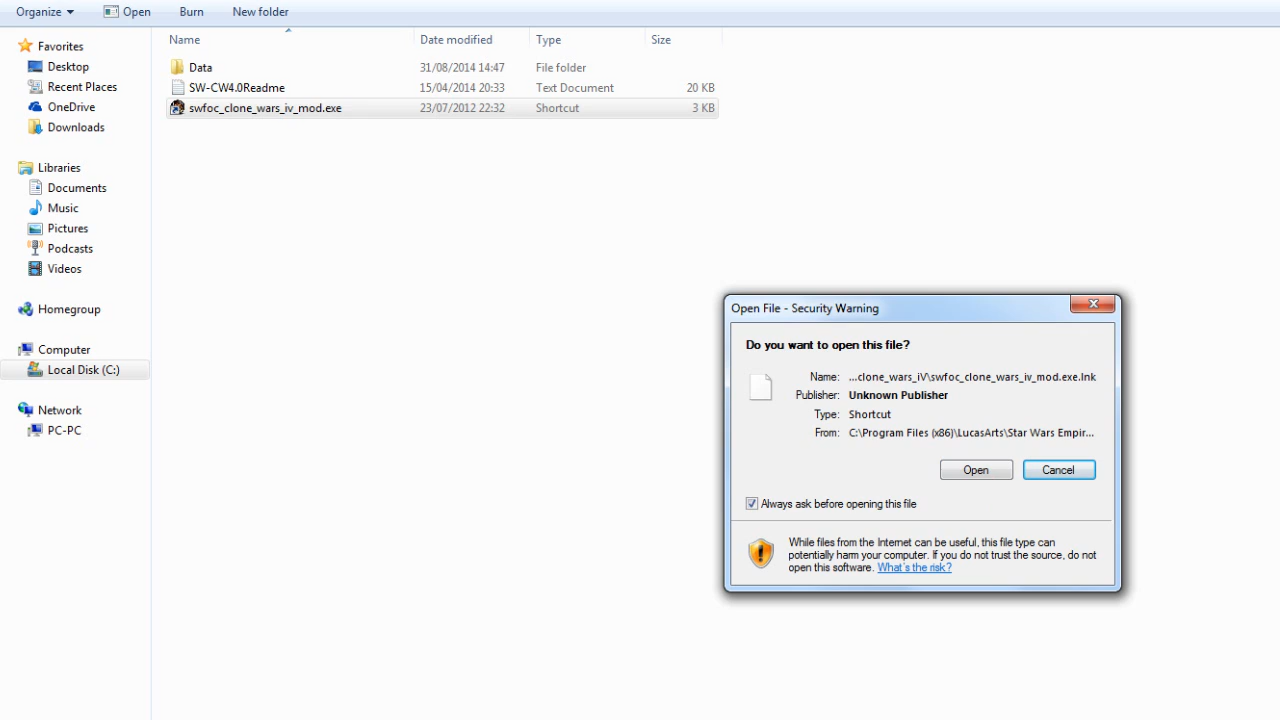 Organize Open Burn New folder
Name Date modified Type Size
Data 31/08/2014 14:47 File folder
SW-CW4.0Readme 15/04/2014 20:33 Text Document 20 KB
swfoc_clone_wars_iv_mod.exe 23/07/2012 22:32 Shortcut 3 KB
Favorites
Desktop
Recent Places
OneDrive
Downloads
Libraries
Documents
Music
Pictures
Podcasts
Videos
Homegroup
Computer
Local Disk (C:)
Network
PC-PC
Open File - Security Warning
Do you want to open this file?
Name: ...clone_wars_iV\swfoc_clone_wars_iv_mod.exe.lnk
Publisher: Unknown Publisher
Type: Shortcut
From: C:\Program Files (x86)\LucasArts\Star Wars Empir...
Open Cancel
Always ask before opening this file
While files from the Internet can be useful, this file type can
potentially harm your computer. If you do not trust the source, do not
open this software. What's the risk?